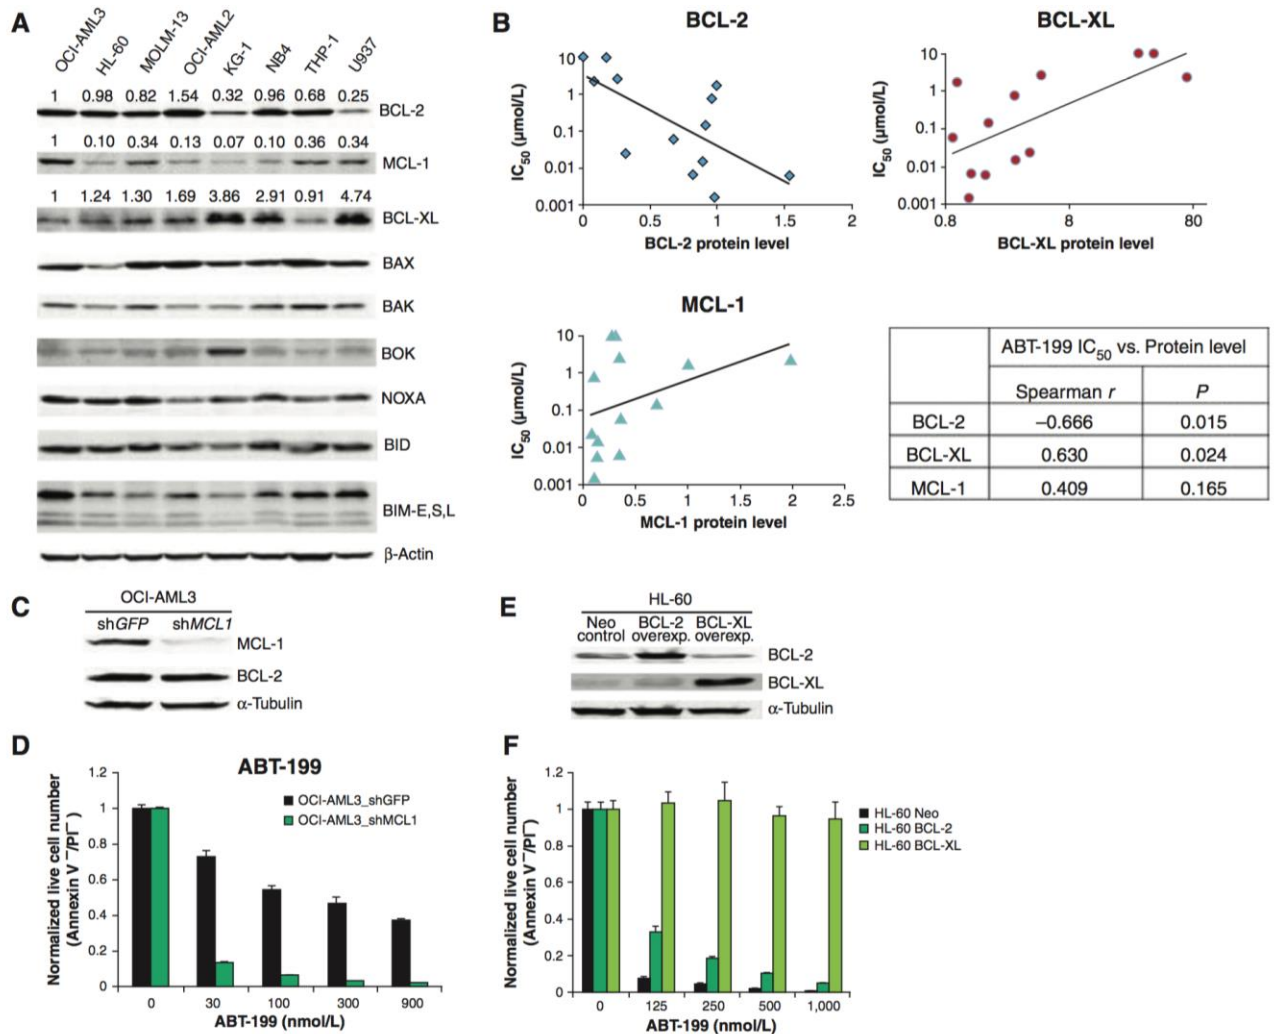 A
OCI-AML3 HL-60 MOLM-13 OCI-AML2 KG-1 NB4 THP-1 U937
1 0.98 0.82 1.54 0.32 0.96 0.68 0.25
BCL-2
1 0.10 0.34 0.13 0.07 0.10 0.36 0.34
MCL-1
1 1.24 1.30 1.69 3.86 2.91 0.91 4.74
BCL-XL
BAX
BAK
BOK
NOXA
BID
BIM-E,S,L
β-Actin
B
BCL-2
IC50 (μmol/L)
10
1
0.1
0.01
0.001
0 0.5 1 1.5 2
BCL-2 protein level
BCL-XL
IC50 (μmol/L)
10
1
0.1
0.01
0.001
0.8 8 80
BCL-XL protein level
MCL-1
IC50 (μmol/L)
10
1
0.1
0.01
0.001
0 0.5 1 1.5 2 2.5
MCL-1 protein level
ABT-199 IC50 vs. Protein level
Spearman r P
BCL-2 –0.666 0.015
BCL-XL 0.630 0.024
MCL-1 0.409 0.165
C
OCI-AML3
shGFP shMCL1
MCL-1
BCL-2
α-Tubulin
D
ABT-199
Normalized live cell number
(Annexin V–/PI–)
1.2
1
0.8
0.6
0.4
0.2
0
OCI-AML3_shGFP
OCI-AML3_shMCL1
0 30 100 300 900
ABT-199 (nmol/L)
E
HL-60
Neo control
BCL-2 overexp.
BCL-XL overexp.
BCL-2
BCL-XL
α-Tubulin
F
Normalized live cell number
(Annexin V–/PI–)
1.2
1
0.8
0.6
0.4
0.2
0
HL-60 Neo
HL-60 BCL-2
HL-60 BCL-XL
0 125 250 500 1,000
ABT-199 (nmol/L)